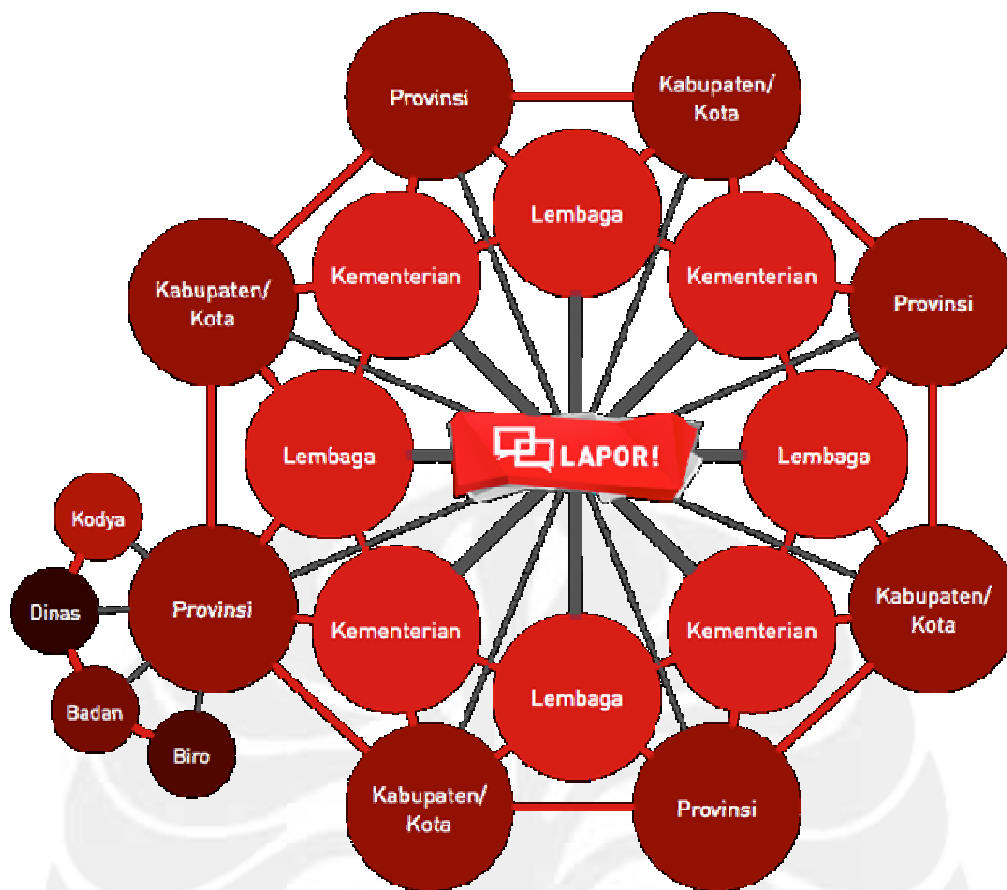 Provinsi
Kabupaten/
Kota
Lembaga
Kementerian
Kementerian
Kabupaten/
Kota
Provinsi
Lembaga
LAPOR!
Lembaga
Kodya
Dinas
Provinsi
Kementerian
Kementerian
Kabupaten/
Kota
Badan
Lembaga
Biro
Kabupaten/
Kota
Provinsi